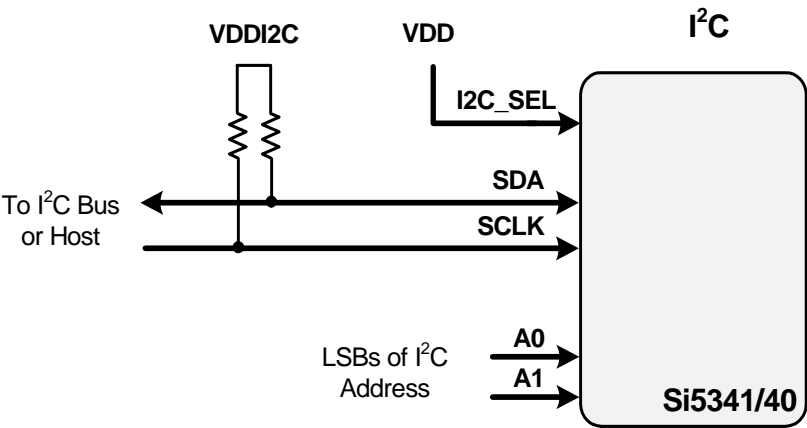 I²C
VDDI2C
VDD
I2C_SEL
SDA
To I²C Bus
or Host
SCLK
A0
LSBs of I²C
Address
A1
Si5341/40